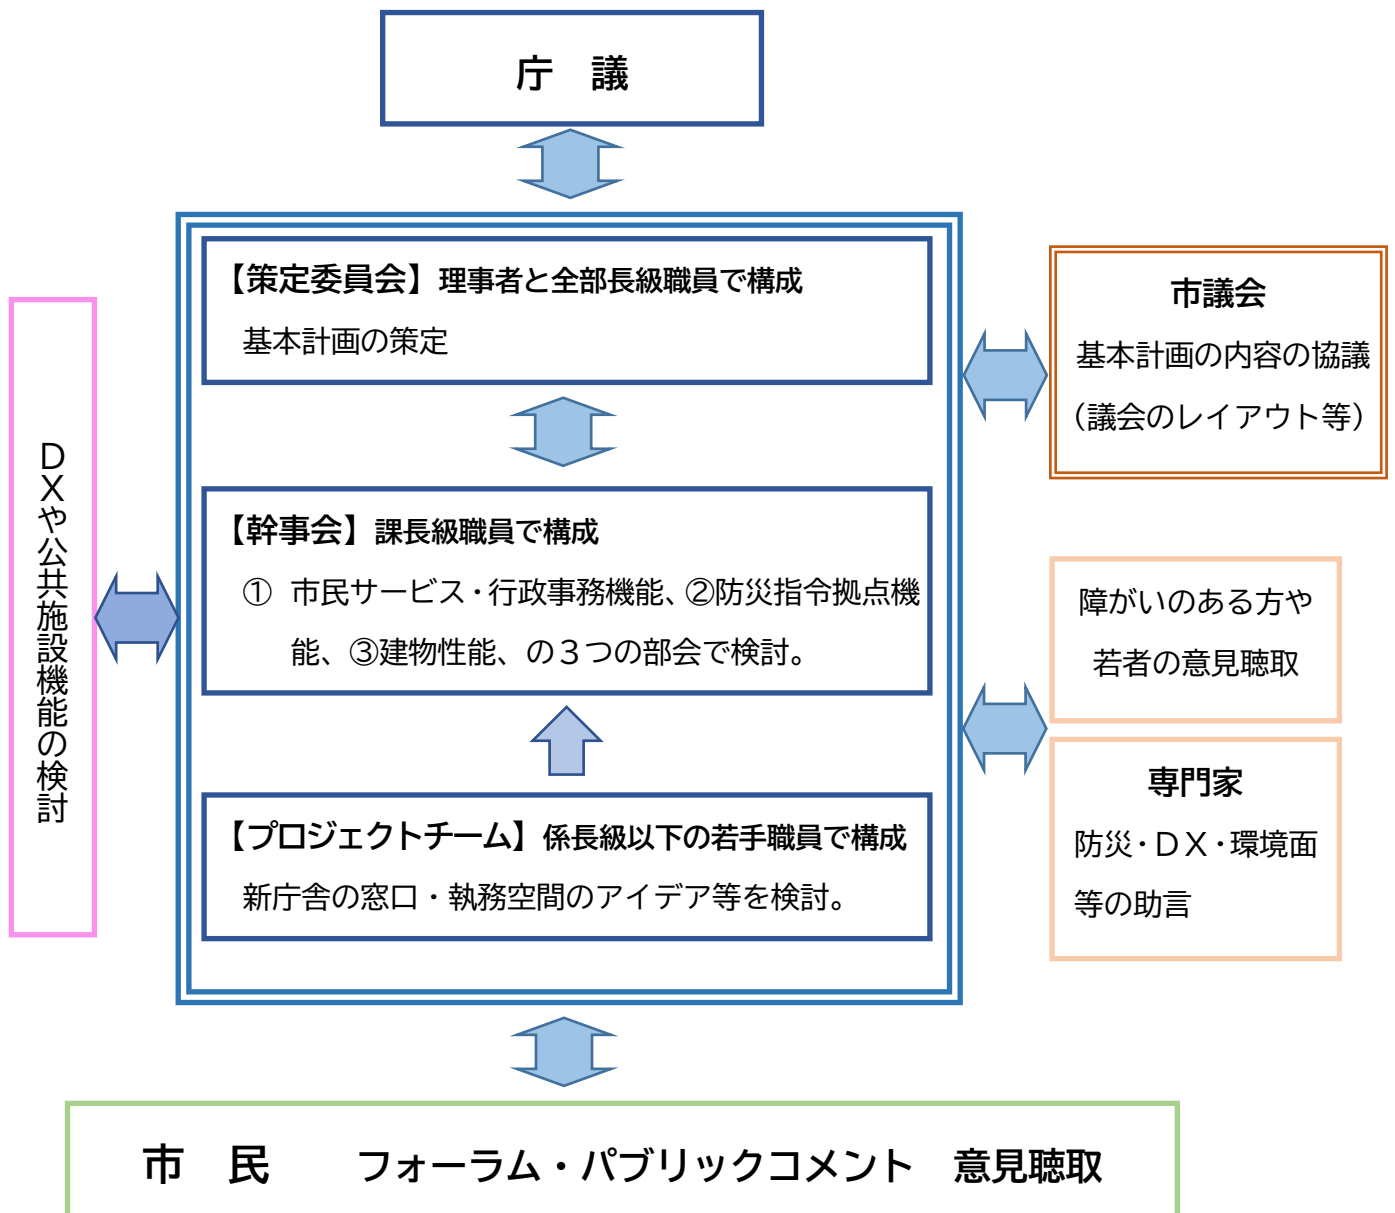 庁　議
【策定委員会】理事者と全部長級職員で構成
基本計画の策定
【幹事会】課長級職員で構成
①　市民サービス・行政事務機能、②防災指令拠点機
能、③建物性能、の３つの部会で検討。
【プロジェクトチーム】係長級以下の若手職員で構成
新庁舎の窓口・執務空間のアイデア等を検討。
ＤＸや公共施設機能の検討
市議会
基本計画の内容の協議
（議会のレイアウト等）
障がいのある方や
若者の意見聴取
専門家
防災・ＤＸ・環境面
等の助言
市　民　　フォーラム・パブリックコメント　意見聴取